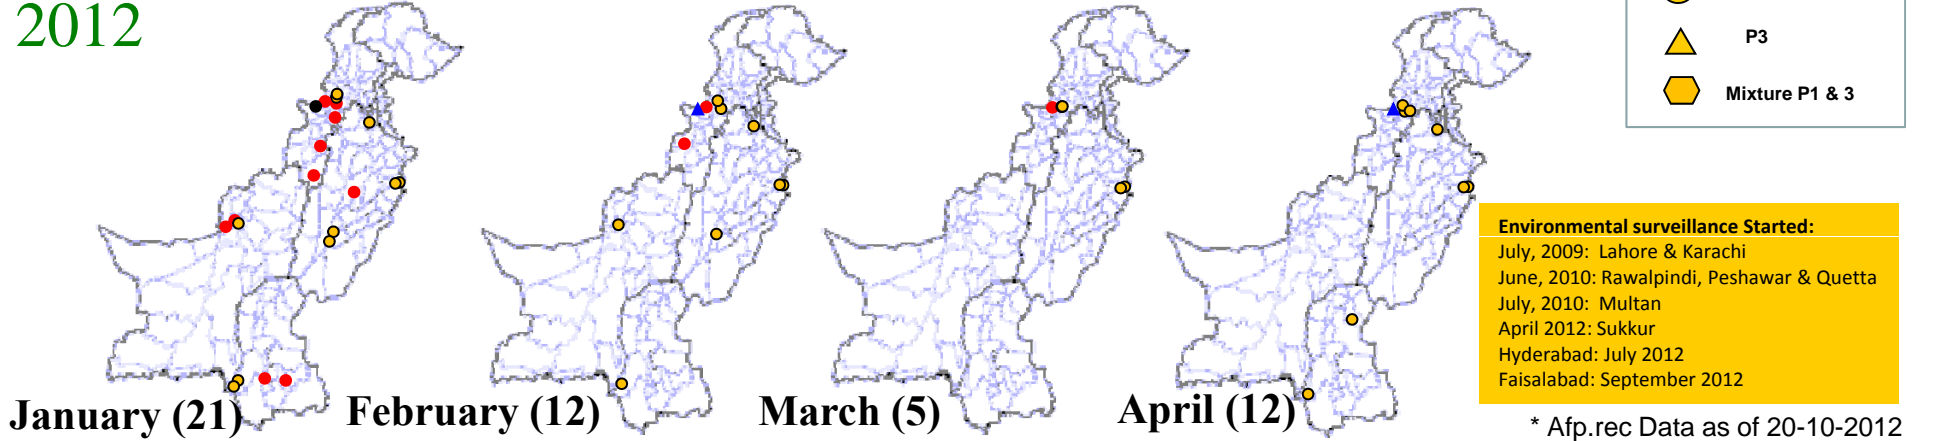 2012
P3
Mixture P1 & 3
Environmental surveillance Started:
July, 2009:  Lahore & Karachi
June, 2010: Rawalpindi, Peshawar & Quetta
July, 2010:  Multan
April 2012: Sukkur
Hyderabad: July 2012
Faisalabad: September 2012
January (21)
February (12)
March (5)
April (12)
* Afp.rec Data as of 20-10-2012